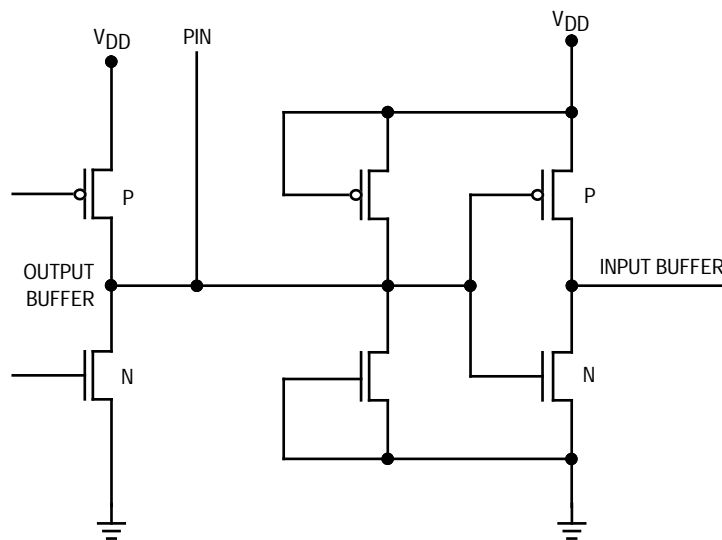 VDD
PIN
VDD
P
P
OUTPUT
BUFFER
INPUT BUFFER
N
N